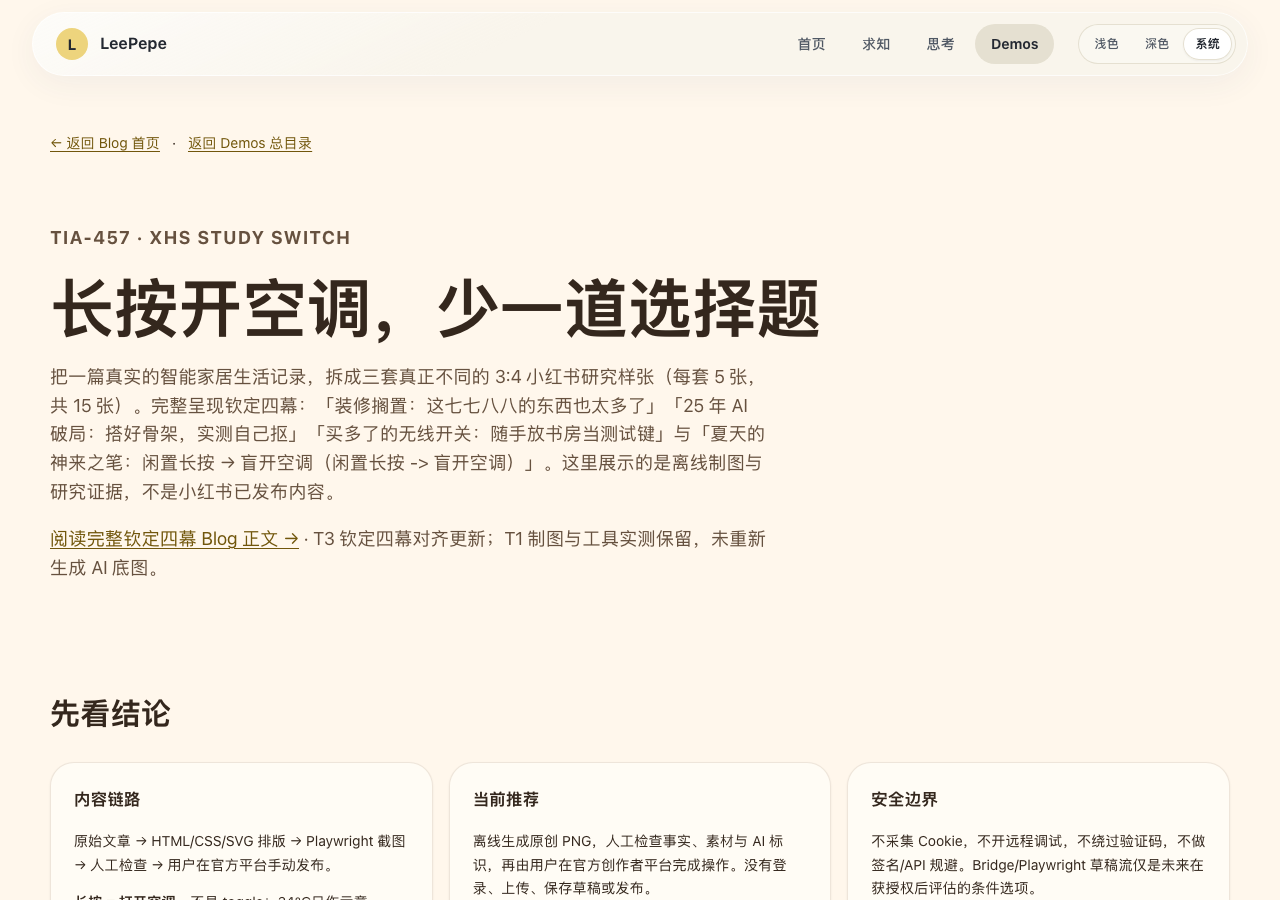 L LeePepe 首页 求知 思考 Demos 浅色 深色 系统
← 返回 Blog 首页 · 返回 Demos 总目录
TIA-457 · XHS STUDY SWITCH
长按开空调，少一道选择题
把一篇真实的智能家居生活记录，拆成三套真正不同的 3:4 小红书研究样张（每套 5 张，
共 15 张）。完整呈现钦定四幕：「装修搁置：这七七八八的东西也太多了」「25 年 AI
破局：搭好骨架，实测自己抠」「买多了的无线开关：随手放书房当测试键」与「夏天的
神来之笔：闲置长按 → 盲开空调（闲置长按 -> 盲开空调）」。这里展示的是离线制图与
研究证据，不是小红书已发布内容。
阅读完整钦定四幕 Blog 正文 → · T3 钦定四幕对齐更新；T1 制图与工具实测保留，未重新
生成 AI 底图。
先看结论
内容链路
原始文章 → HTML/CSS/SVG 排版 → Playwright 截图
→ 人工检查 → 用户在官方平台手动发布。
当前推荐
离线生成原创 PNG，人工检查事实、素材与 AI 标
识，再由用户在官方创作者平台完成操作。没有登
录、上传、保存草稿或发布。
安全边界
不采集 Cookie，不开远程调试，不绕过验证码，不做
签名/API 规避。Bridge/Playwright 草稿流仅是未来在
获授权后评估的条件选项。